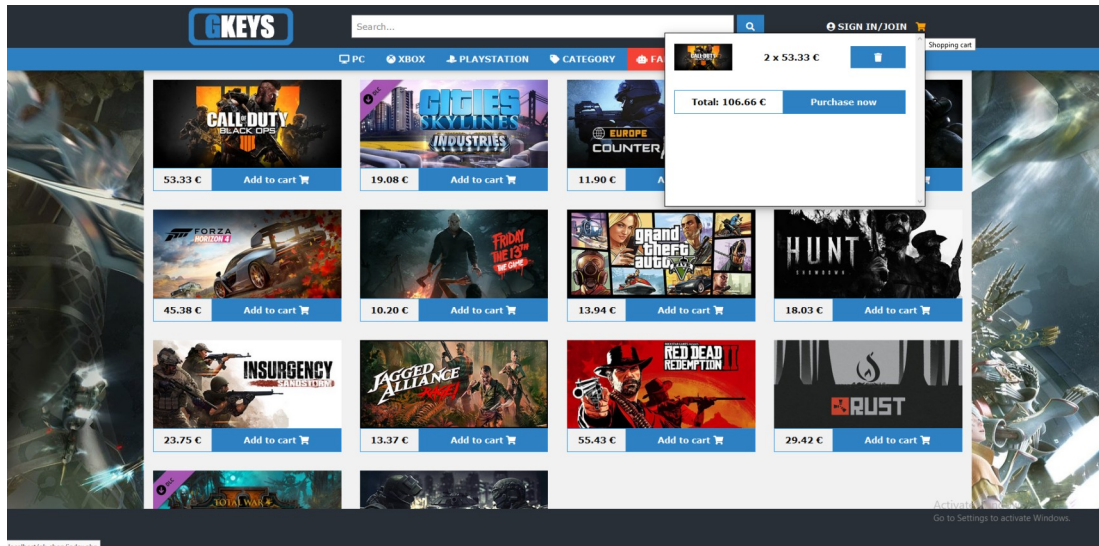 GKEYS
Search...
SIGN IN/JOIN
Shopping cart
PC XBOX PLAYSTATION CATEGORY FA
2 x 53.33 €
Total: 106.66 € Purchase now
CALL OF DUTY
BLACK OPS
IIII
DLC
CITIES
SKYLINES
INDUSTRIES
EUROPE
COUNTER
53.33 € Add to cart
19.08 € Add to cart
11.90 € A
FORZA
HORIZON 4
FRIDAY
THE 13TH
THE GAME
grand
theft
auto V
HUNT
SHOWDOWN
45.38 € Add to cart
10.20 € Add to cart
13.94 € Add to cart
18.03 € Add to cart
INSURGENCY
SANDSTORM
JAGGED
ALLIANCE
RAGE!
RED DEAD
REDEMPTION II
RUST
23.75 € Add to cart
13.37 € Add to cart
55.43 € Add to cart
29.42 € Add to cart
DLC
TOTAL WAR
Go to Settings to activate Windows.